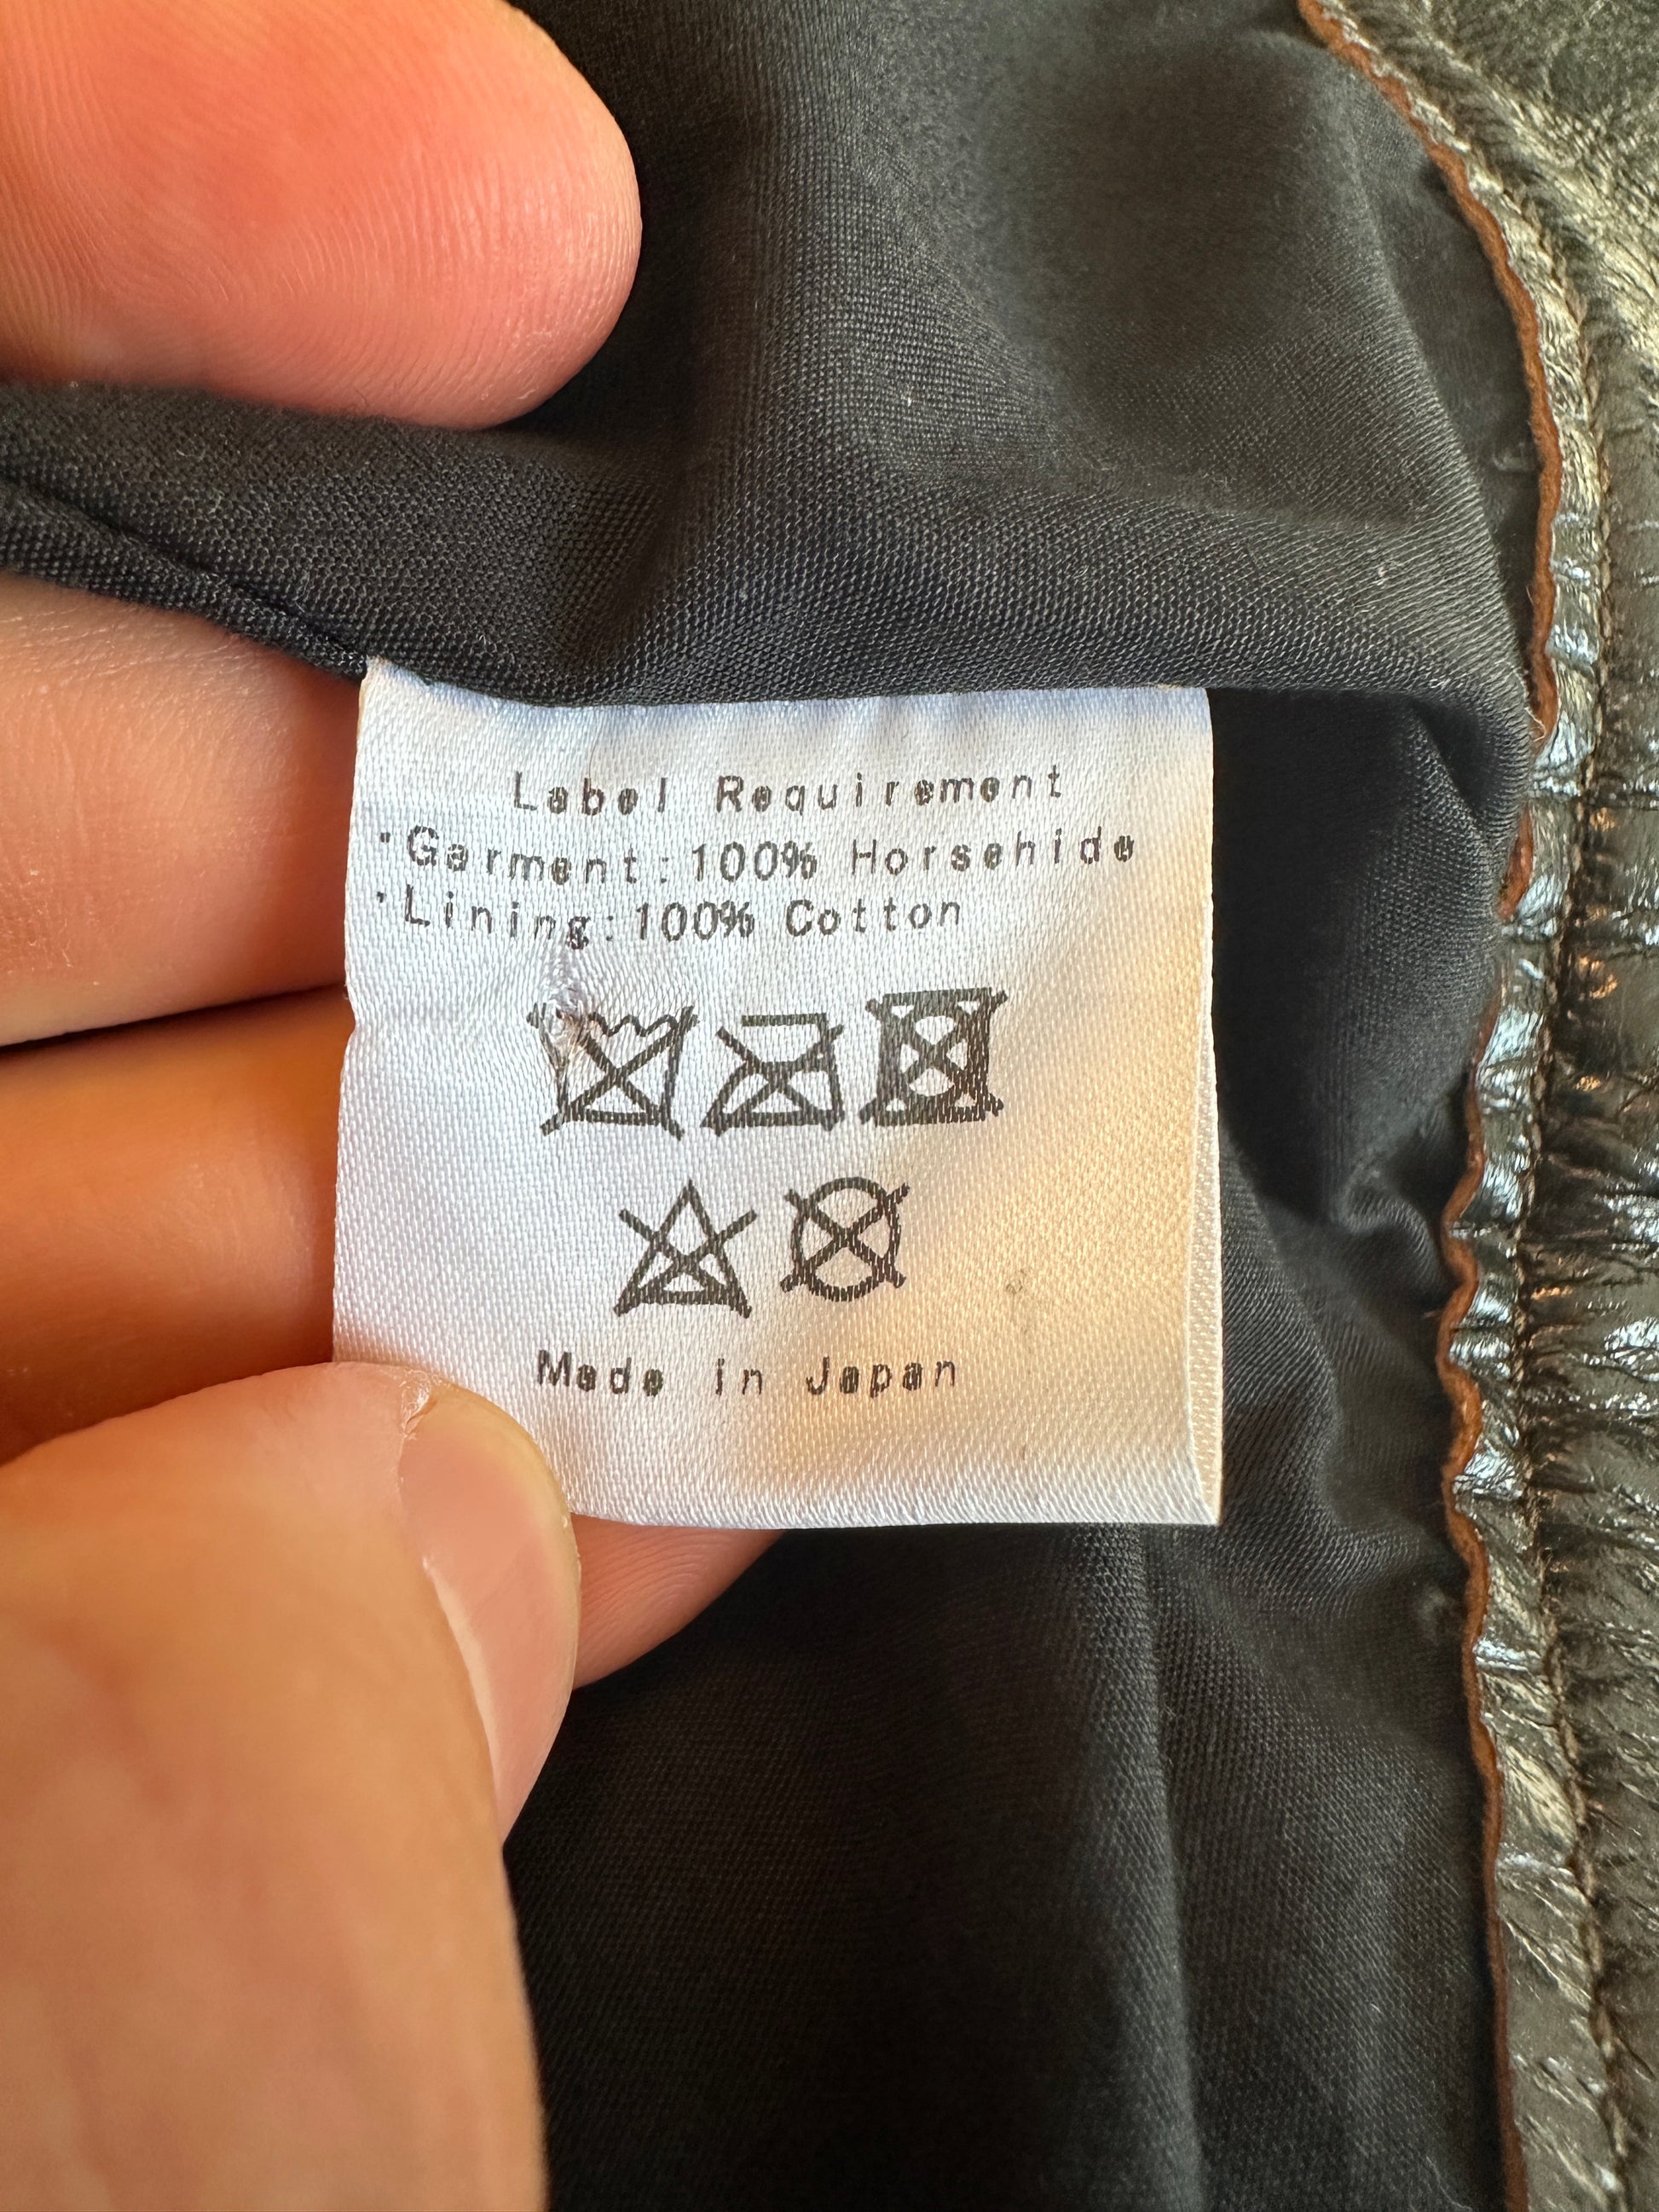 Label Requirement
・Garment:100% Horsehide
・Lining:100% Cotton
Made in Japan